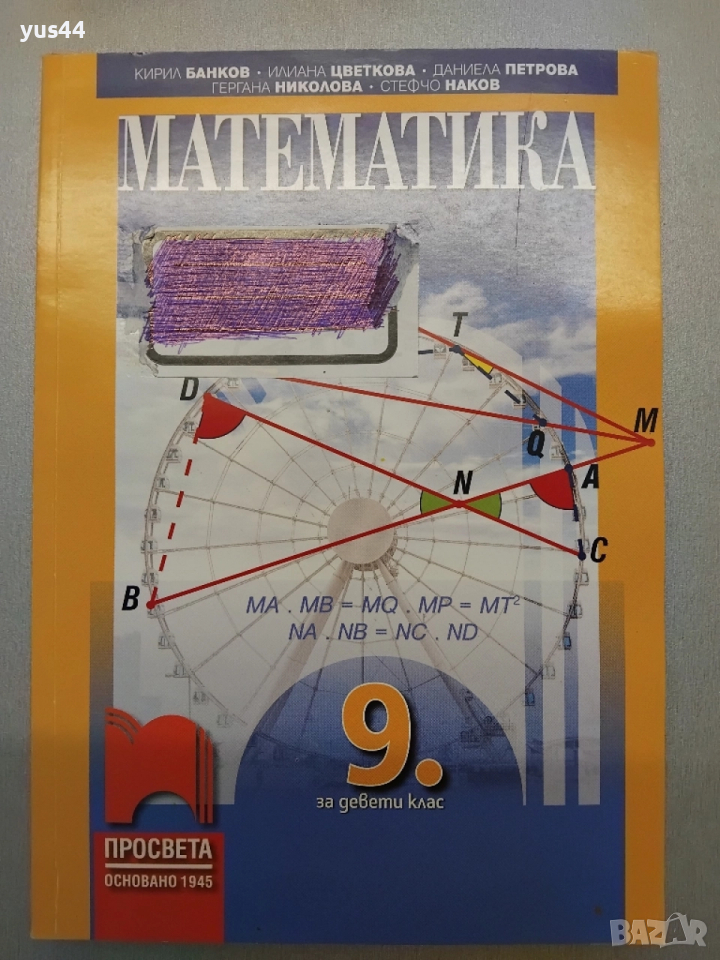 yus44
КИРИЛ БАНКОВ · ИЛИАНА ЦВЕТКОВА · ДАНИЕЛА ПЕТРОВА
ГЕРГАНА НИКОЛОВА · СТЕФЧО НАКОВ
МАТЕМАТИКА
T
D
M
Q
A
N
C
B
MA . MB = MQ . MP = MT²
NA . NB = NC . ND
9.
за девети клас
ПРОСВЕТА
ОСНОВАНО 1945
BAZAR